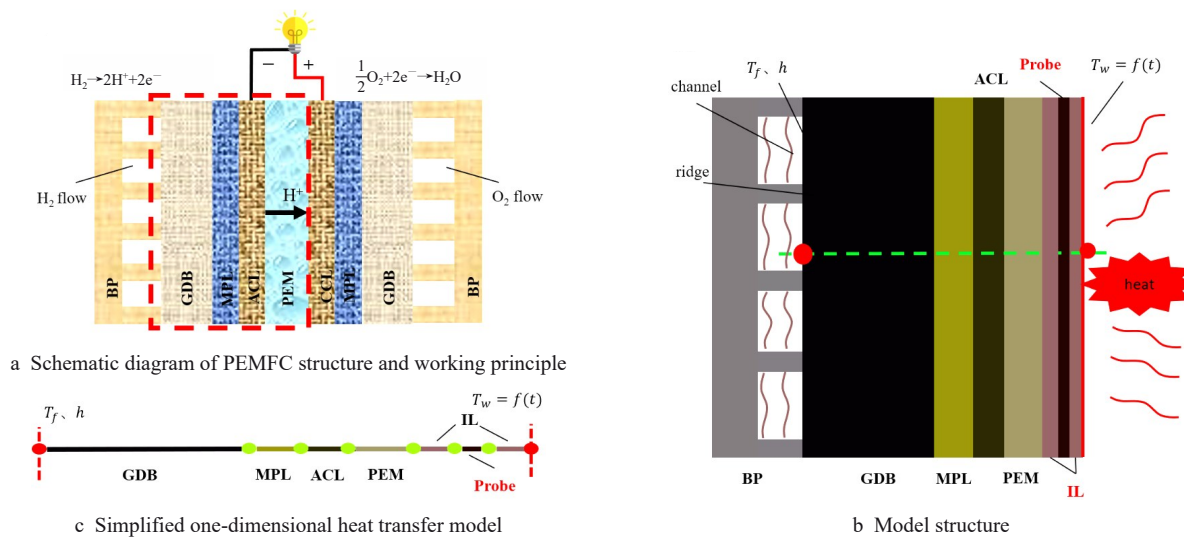 H₂→2H⁺+2e⁻
− +
1/2O₂+2e⁻→H₂O
H₂ flow
H⁺
O₂ flow
BP
GDB
MPL
ACL
PEM
CCL
MPL
GDB
BP
a Schematic diagram of PEMFC structure and working principle
T_f、h
T_w = f(t)
IL
GDB
MPL
ACL
PEM
Probe
c Simplified one-dimensional heat transfer model
T_f、h
ACL
Probe
T_w = f(t)
channel
ridge
heat
BP
GDB
MPL
PEM
IL
b Model structure